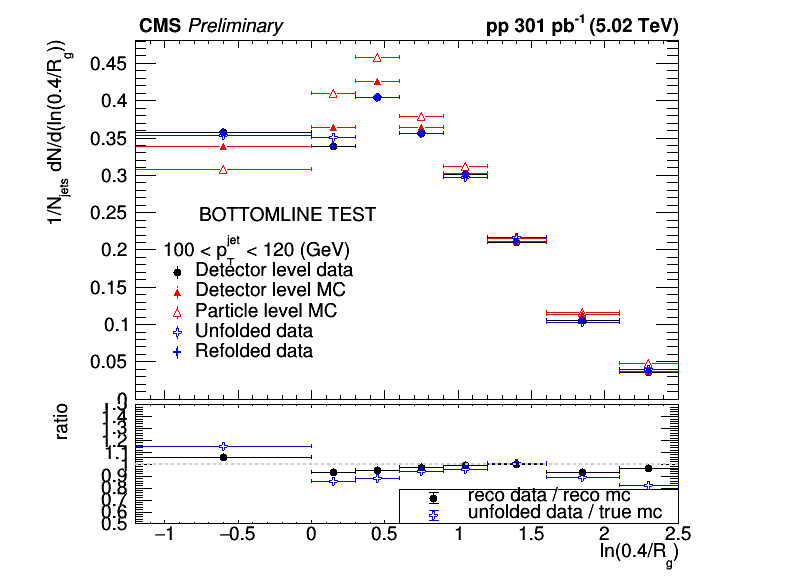 CMS Preliminary
pp 301 pb⁻¹ (5.02 TeV)
1/N_jets dN/d(ln(0.4/R_g))
0.45
0.4
0.35
0.3
0.25
0.2
0.15
0.1
0.05
0
BOTTOMLINE TEST
100 < p_T^jet < 120 (GeV)
Detector level data
Detector level MC
Particle level MC
Unfolded data
Refolded data
ratio
1.5
1.4
1.3
1.2
1.1
1
0.9
0.8
0.7
0.6
0.5
reco data / reco mc
unfolded data / true mc
−1 −0.5 0 0.5 1 1.5 2 2.5
ln(0.4/R_g)